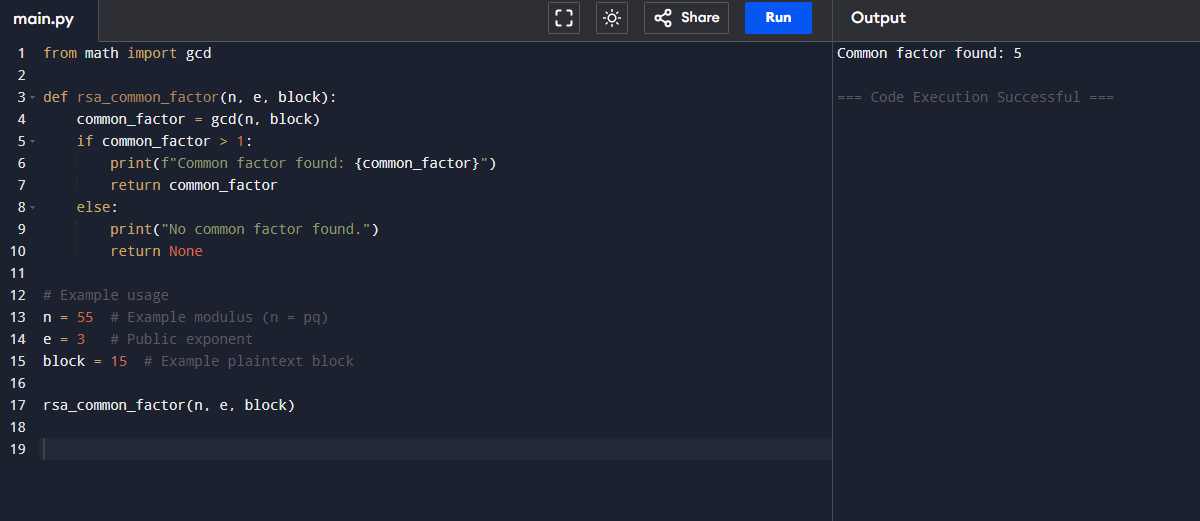 main.py Share Run Output
1 from math import gcd
2
3 def rsa_common_factor(n, e, block):
4     common_factor = gcd(n, block)
5     if common_factor > 1:
6         print(f"Common factor found: {common_factor}")
7         return common_factor
8     else:
9         print("No common factor found.")
10         return None
11
12 # Example usage
13 n = 55  # Example modulus (n = pq)
14 e = 3   # Public exponent
15 block = 15  # Example plaintext block
16
17 rsa_common_factor(n, e, block)
18
19
Common factor found: 5
=== Code Execution Successful ===